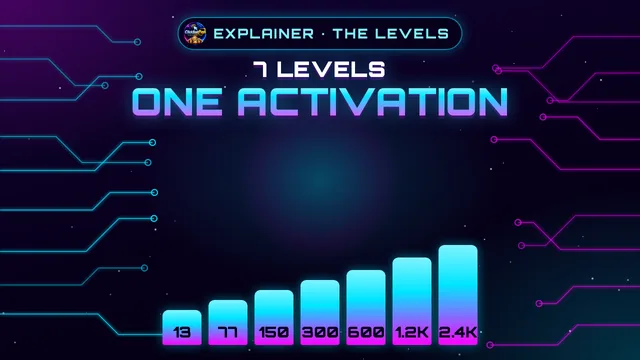 EXPLAINER · THE LEVELS
7 LEVELS
ONE ACTIVATION
13 77 150 300 600 1.2K 2.4K